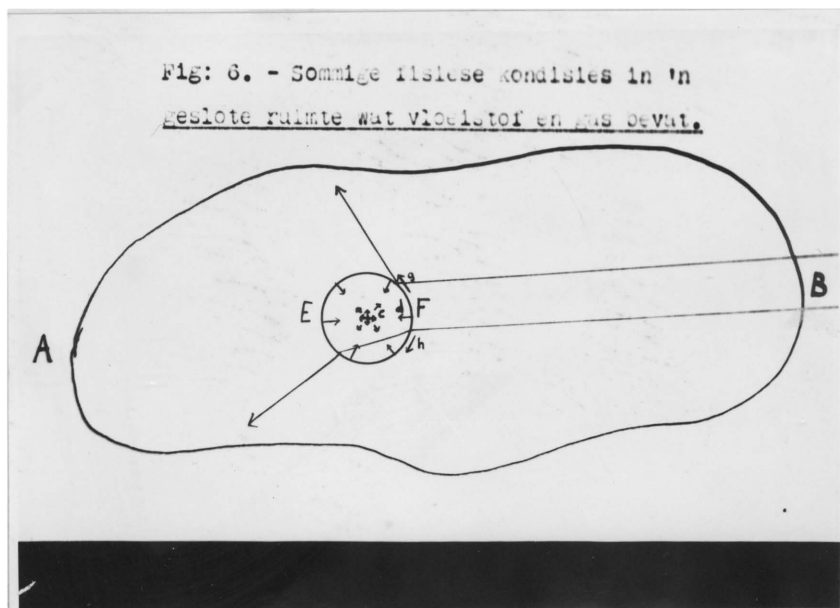 Fig: 6. - Sommige fisiese kondisies in 'n
geslote ruimte wat vloeistof en gas bevat.
g
E a c d F B
A h